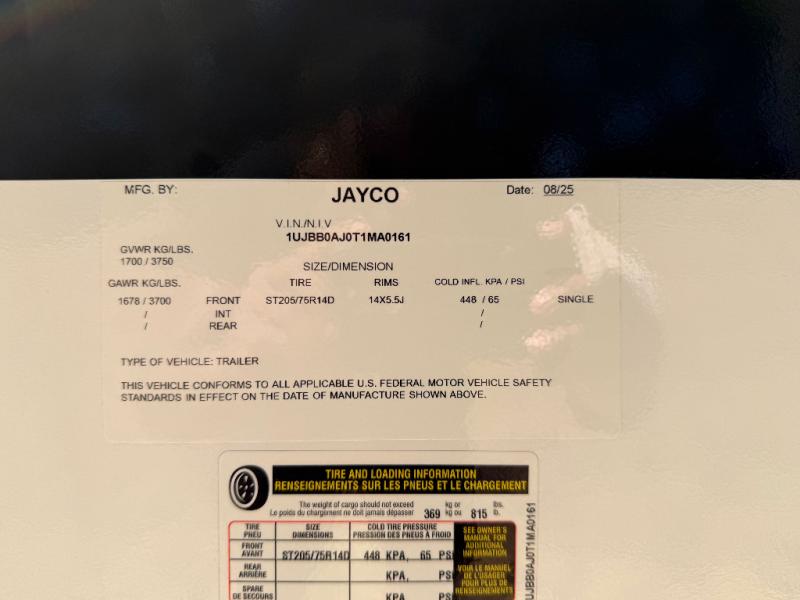 MFG. BY: JAYCO Date: 08/25
V.I.N./N.I.V
1UJBB0AJ0T1MA0161
GVWR KG/LBS.
1700 / 3750
SIZE/DIMENSION
GAWR KG/LBS. TIRE RIMS COLD INFL. KPA / PSI
1678 / 3700 FRONT ST205/75R14D 14X5.5J 448 / 65 SINGLE
/ INT /
/ REAR /
TYPE OF VEHICLE: TRAILER
THIS VEHICLE CONFORMS TO ALL APPLICABLE U.S. FEDERAL MOTOR VEHICLE SAFETY
STANDARDS IN EFFECT ON THE DATE OF MANUFACTURE SHOWN ABOVE.
TIRE AND LOADING INFORMATION
RENSEIGNEMENTS SUR LES PNEUS ET LE CHARGEMENT
The weight of cargo should not exceed kg or lbs.
Le poids du chargement ne doit jamais dépasser 369 kg ou 815 lb.
TIRE SIZE COLD TIRE PRESSURE
PNEU DIMENSIONS PRESSION DES PNEUS À FROID
FRONT
AVANT ST205/75R14D 448 KPA, 65 PSI
REAR
ARRIÈRE KPA, PSI
SPARE
DE SECOURS KPA, PSI
SEE OWNER'S
MANUAL FOR
ADDITIONAL
INFORMATION
VOIR LE MANUEL
DE L'USAGER
POUR PLUS DE
RENSEIGNEMENTS
UJBB0AJ0T1MA0161